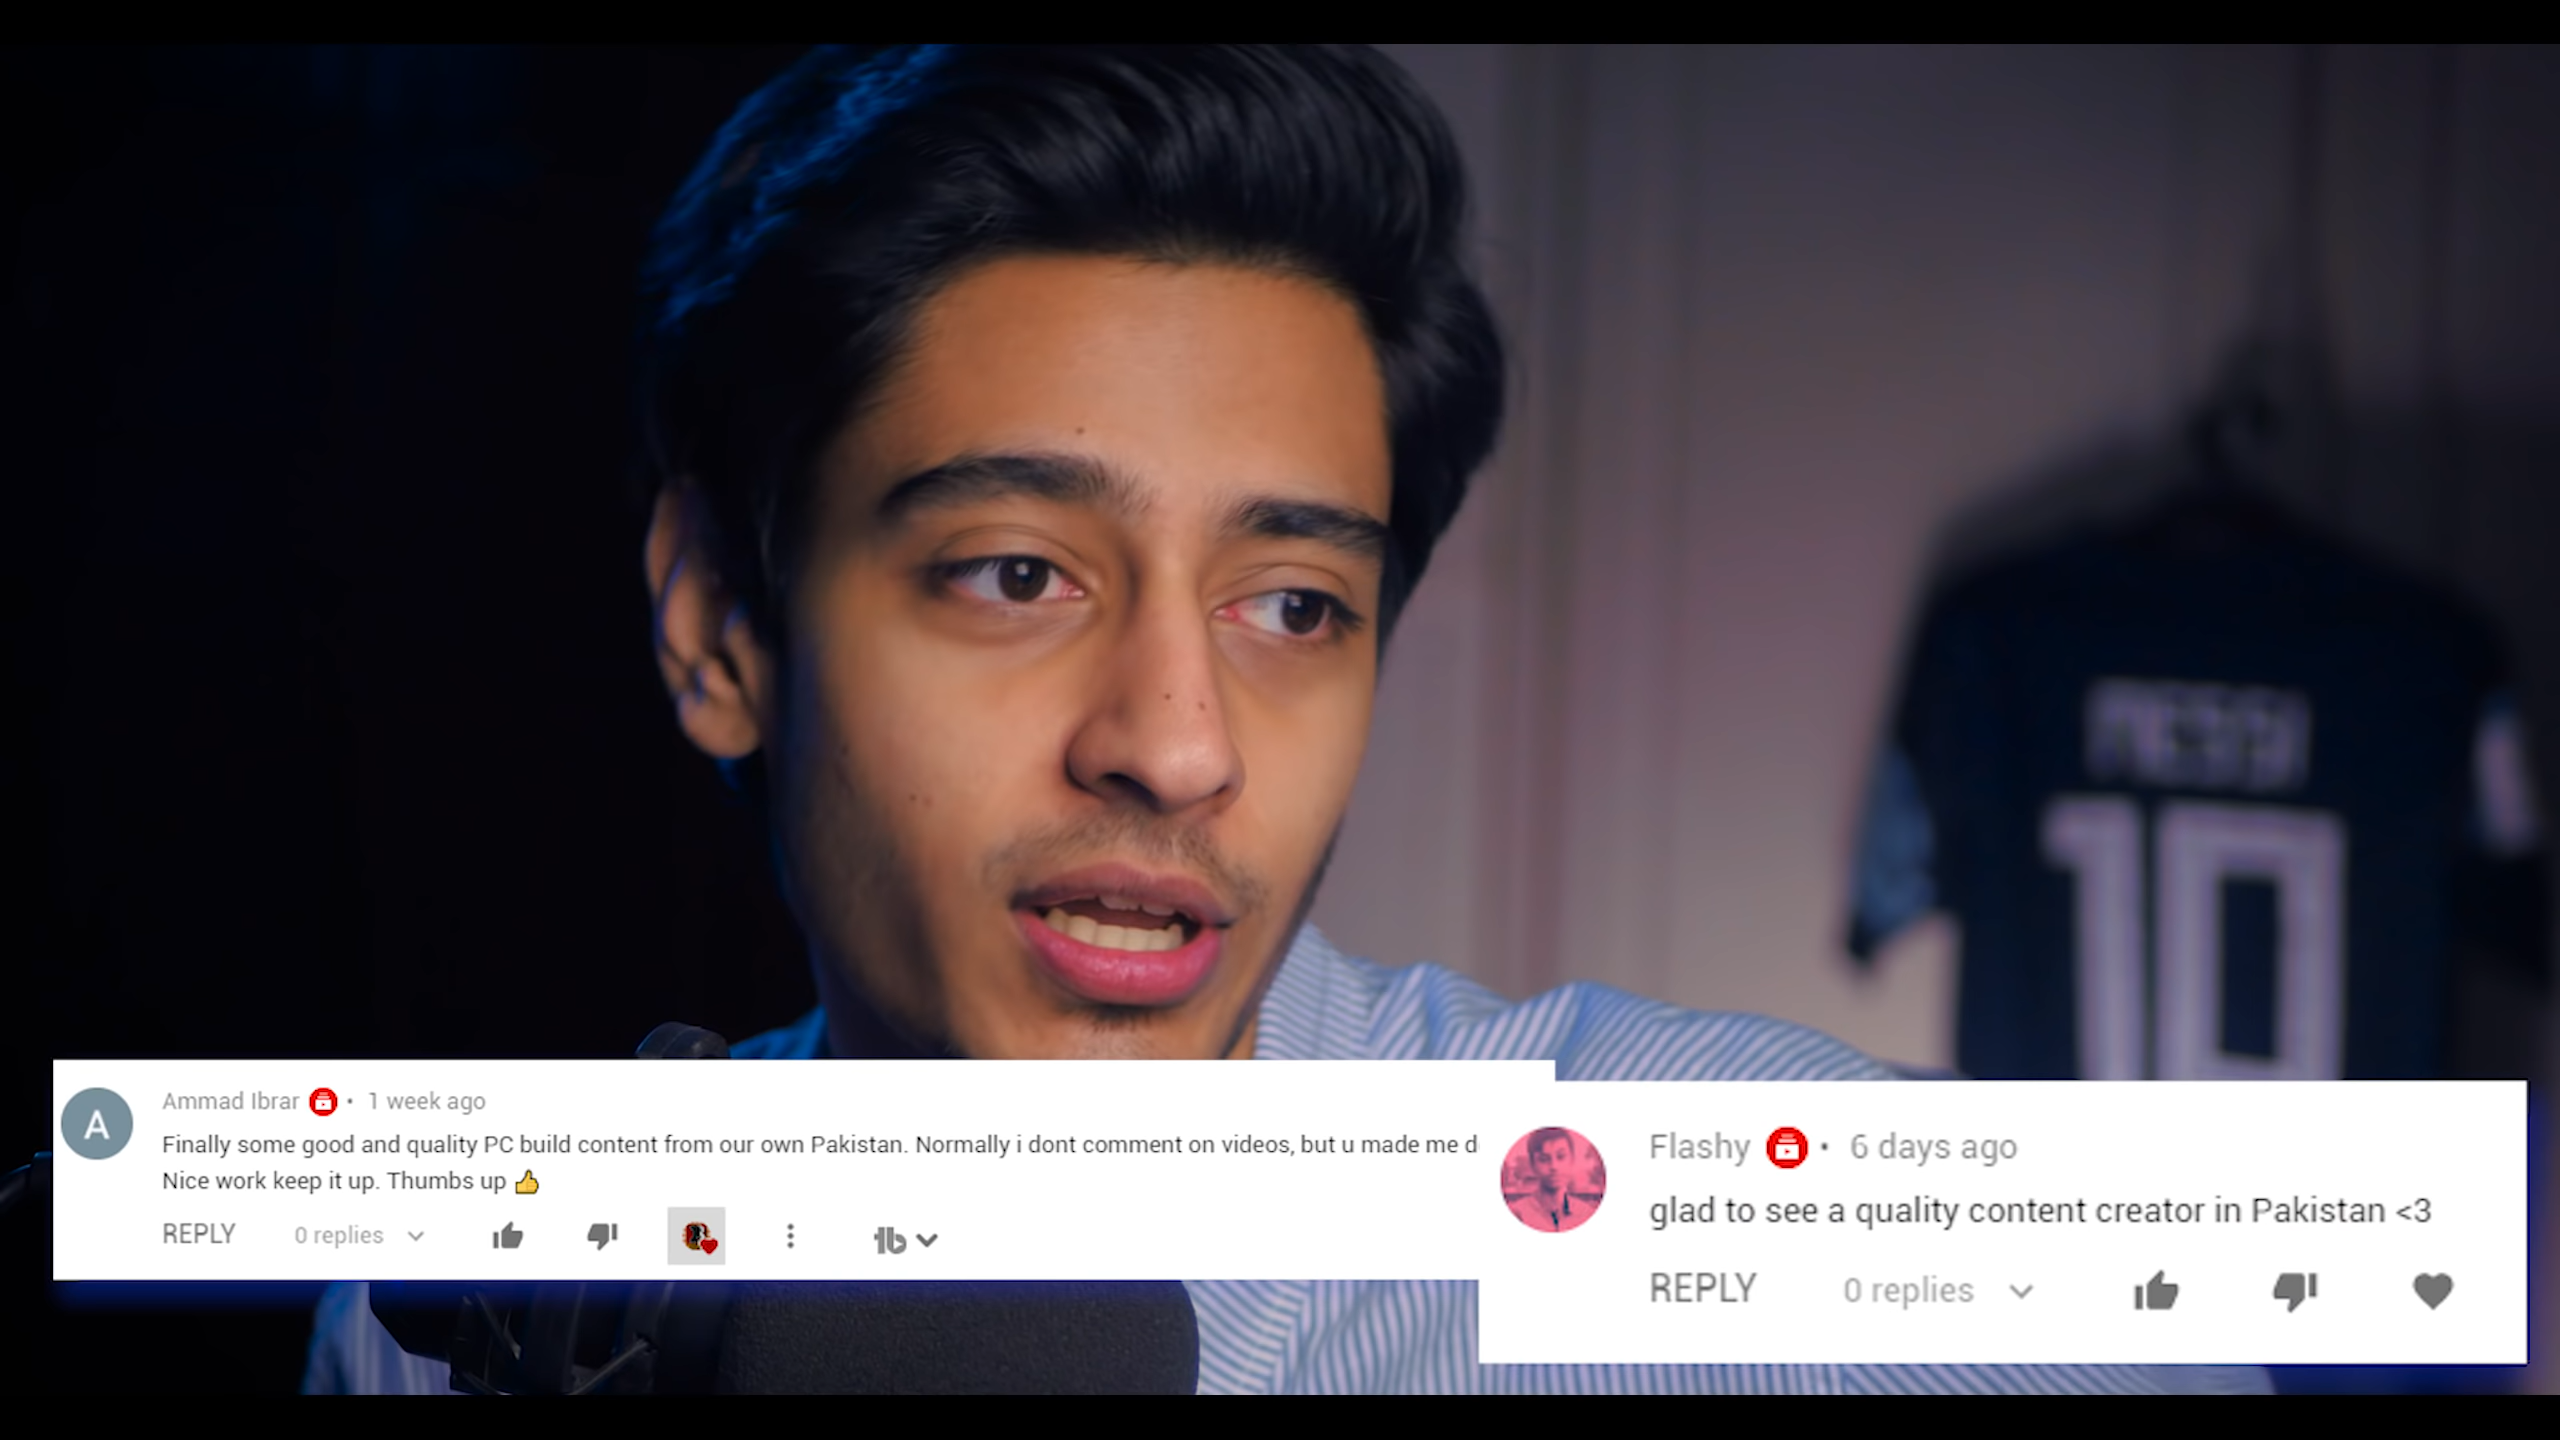 MESSI
10
Ammad Ibrar • 1 week ago
Finally some good and quality PC build content from our own Pakistan. Normally i dont comment on videos, but u made me
Nice work keep it up. Thumbs up 👍
REPLY 0 replies
A
Flashy • 6 days ago
glad to see a quality content creator in Pakistan <3
REPLY 0 replies